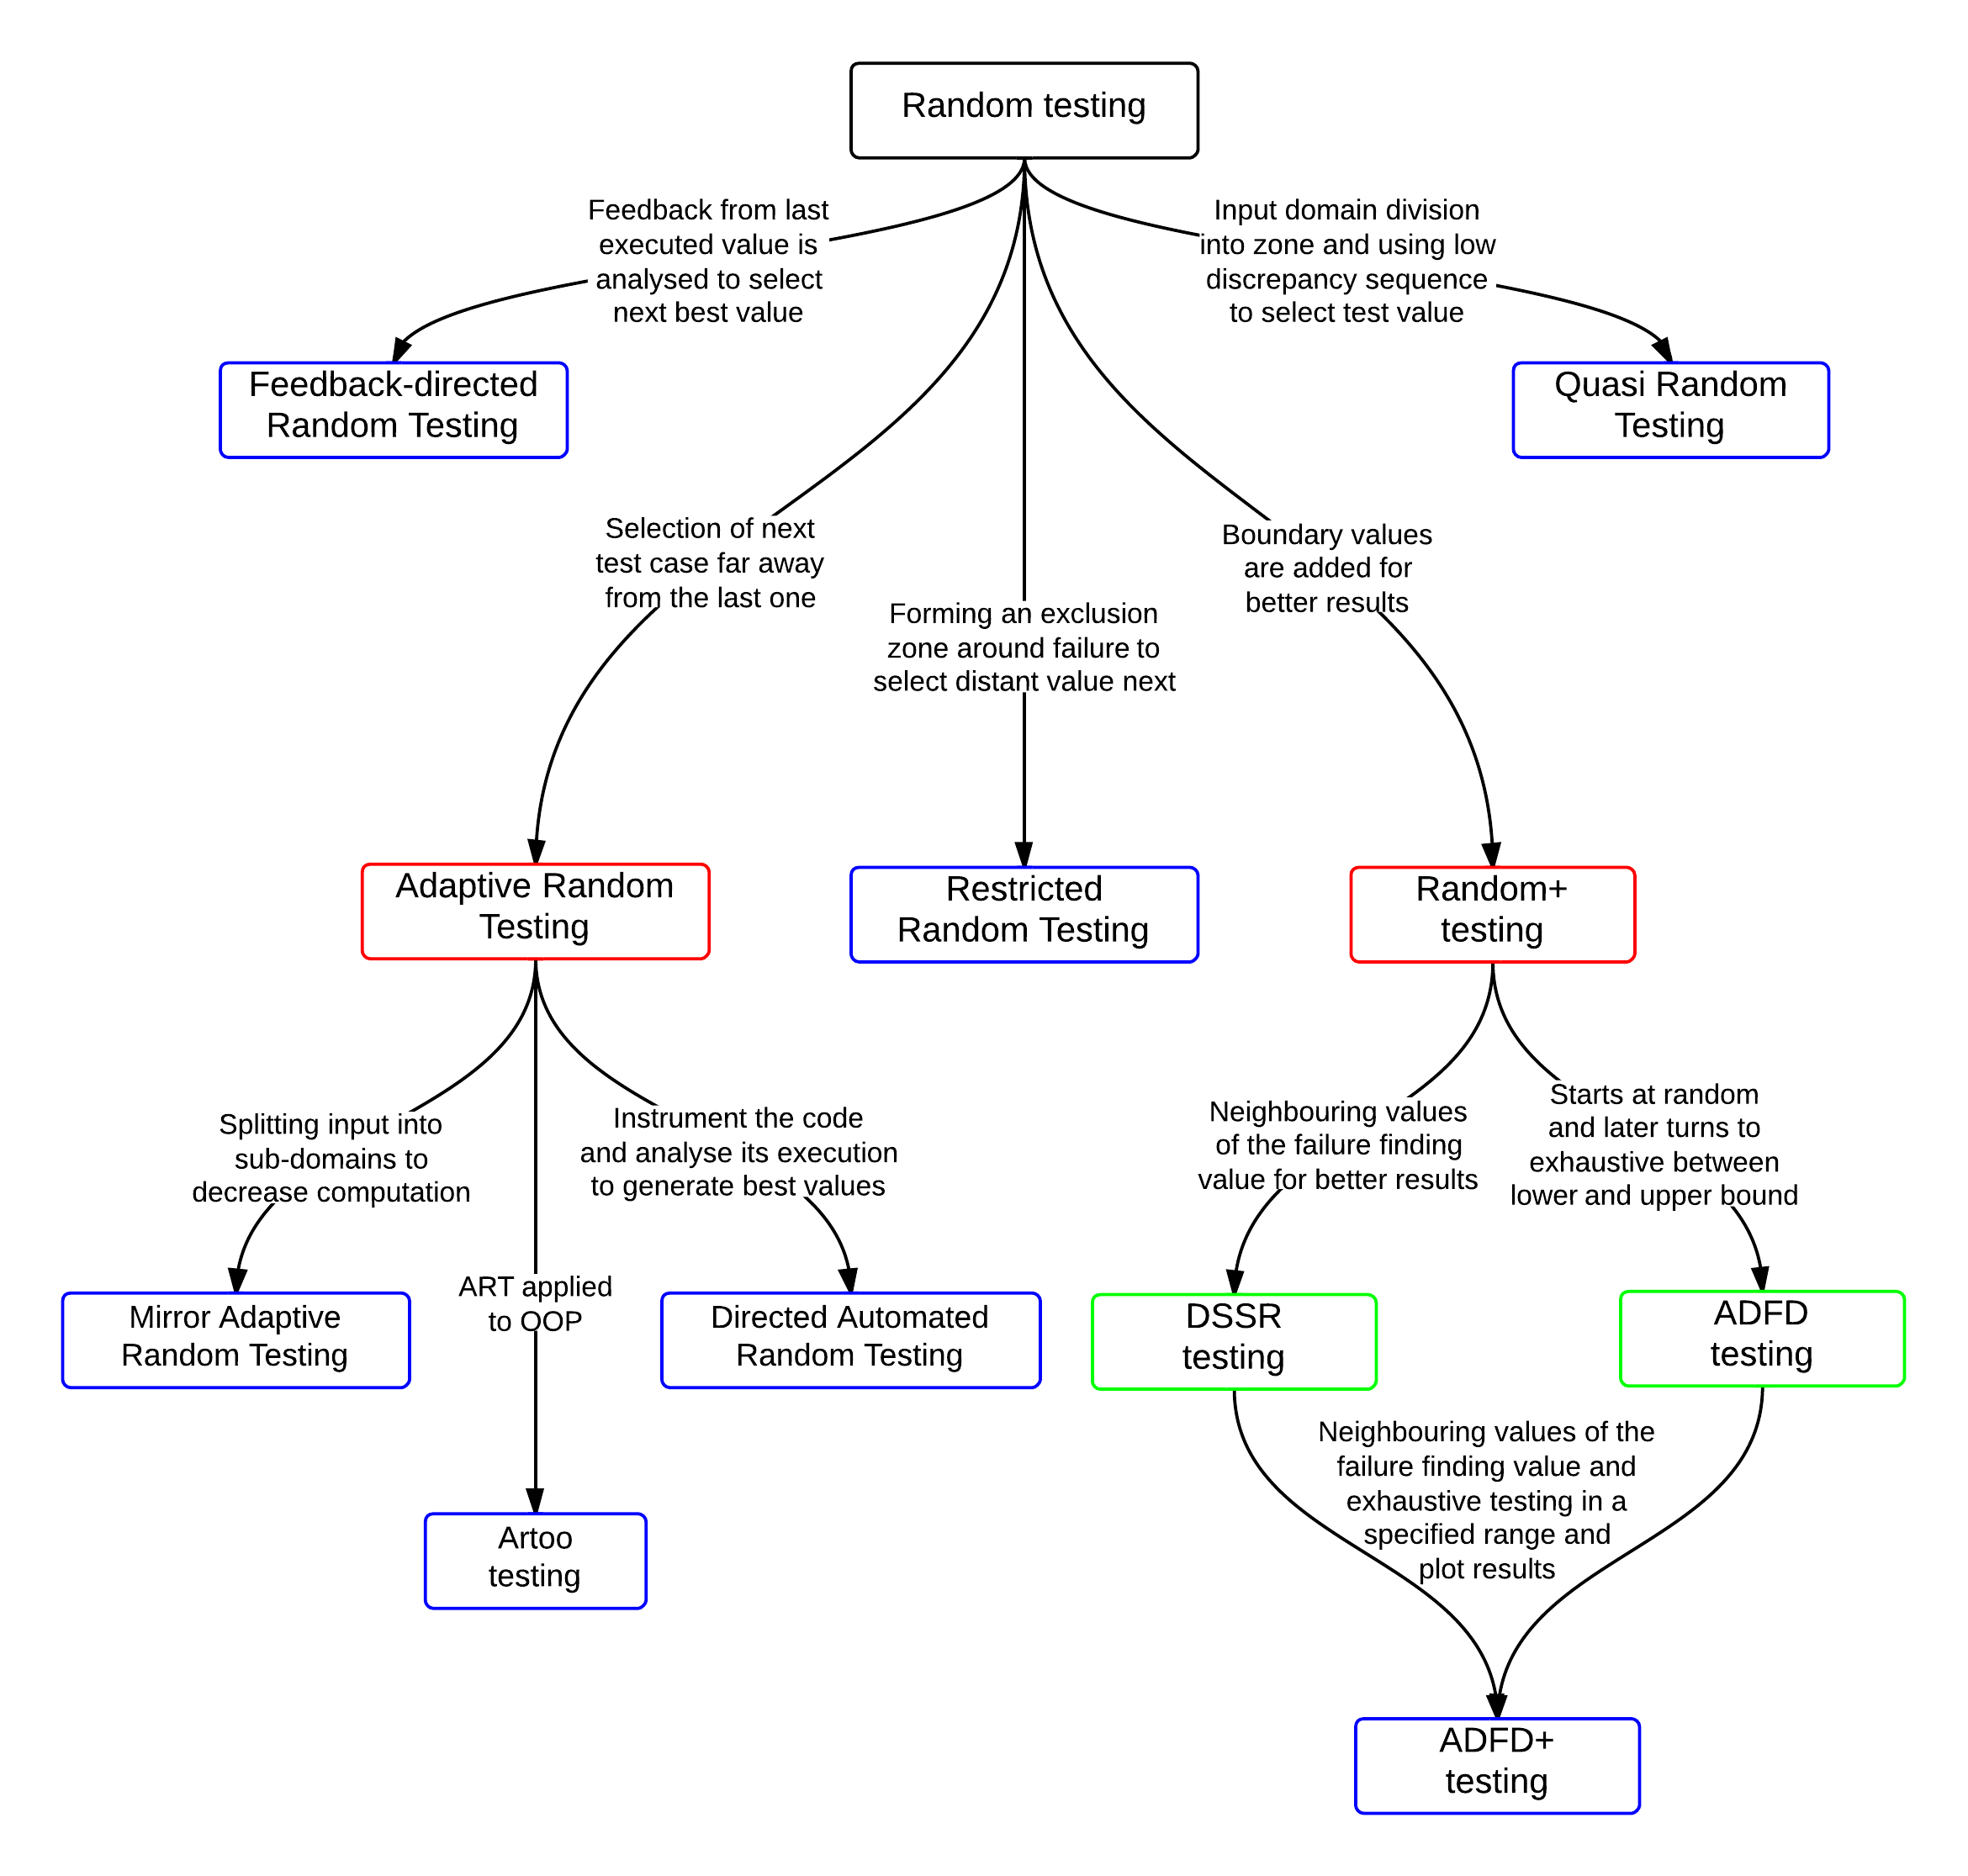 Random testing
Feedback from last
executed value is
analysed to select
next best value
Input domain division
into zone and using low
discrepancy sequence
to select test value
Feedback-directed
Random Testing
Quasi Random
Testing
Selection of next
test case far away
from the last one
Forming an exclusion
zone around failure to
select distant value next
Boundary values
are added for
better results
Adaptive Random
Testing
Restricted
Random Testing
Random+
testing
Splitting input into
sub-domains to
decrease computation
ART applied
to OOP
Instrument the code
and analyse its execution
to generate best values
Neighbouring values
of the failure finding
value for better results
Starts at random
and later turns to
exhaustive between
lower and upper bound
Mirror Adaptive
Random Testing
Directed Automated
Random Testing
DSSR
testing
ADFD
testing
Artoo
testing
Neighbouring values of the
failure finding value and
exhaustive testing in a
specified range and
plot results
ADFD+
testing